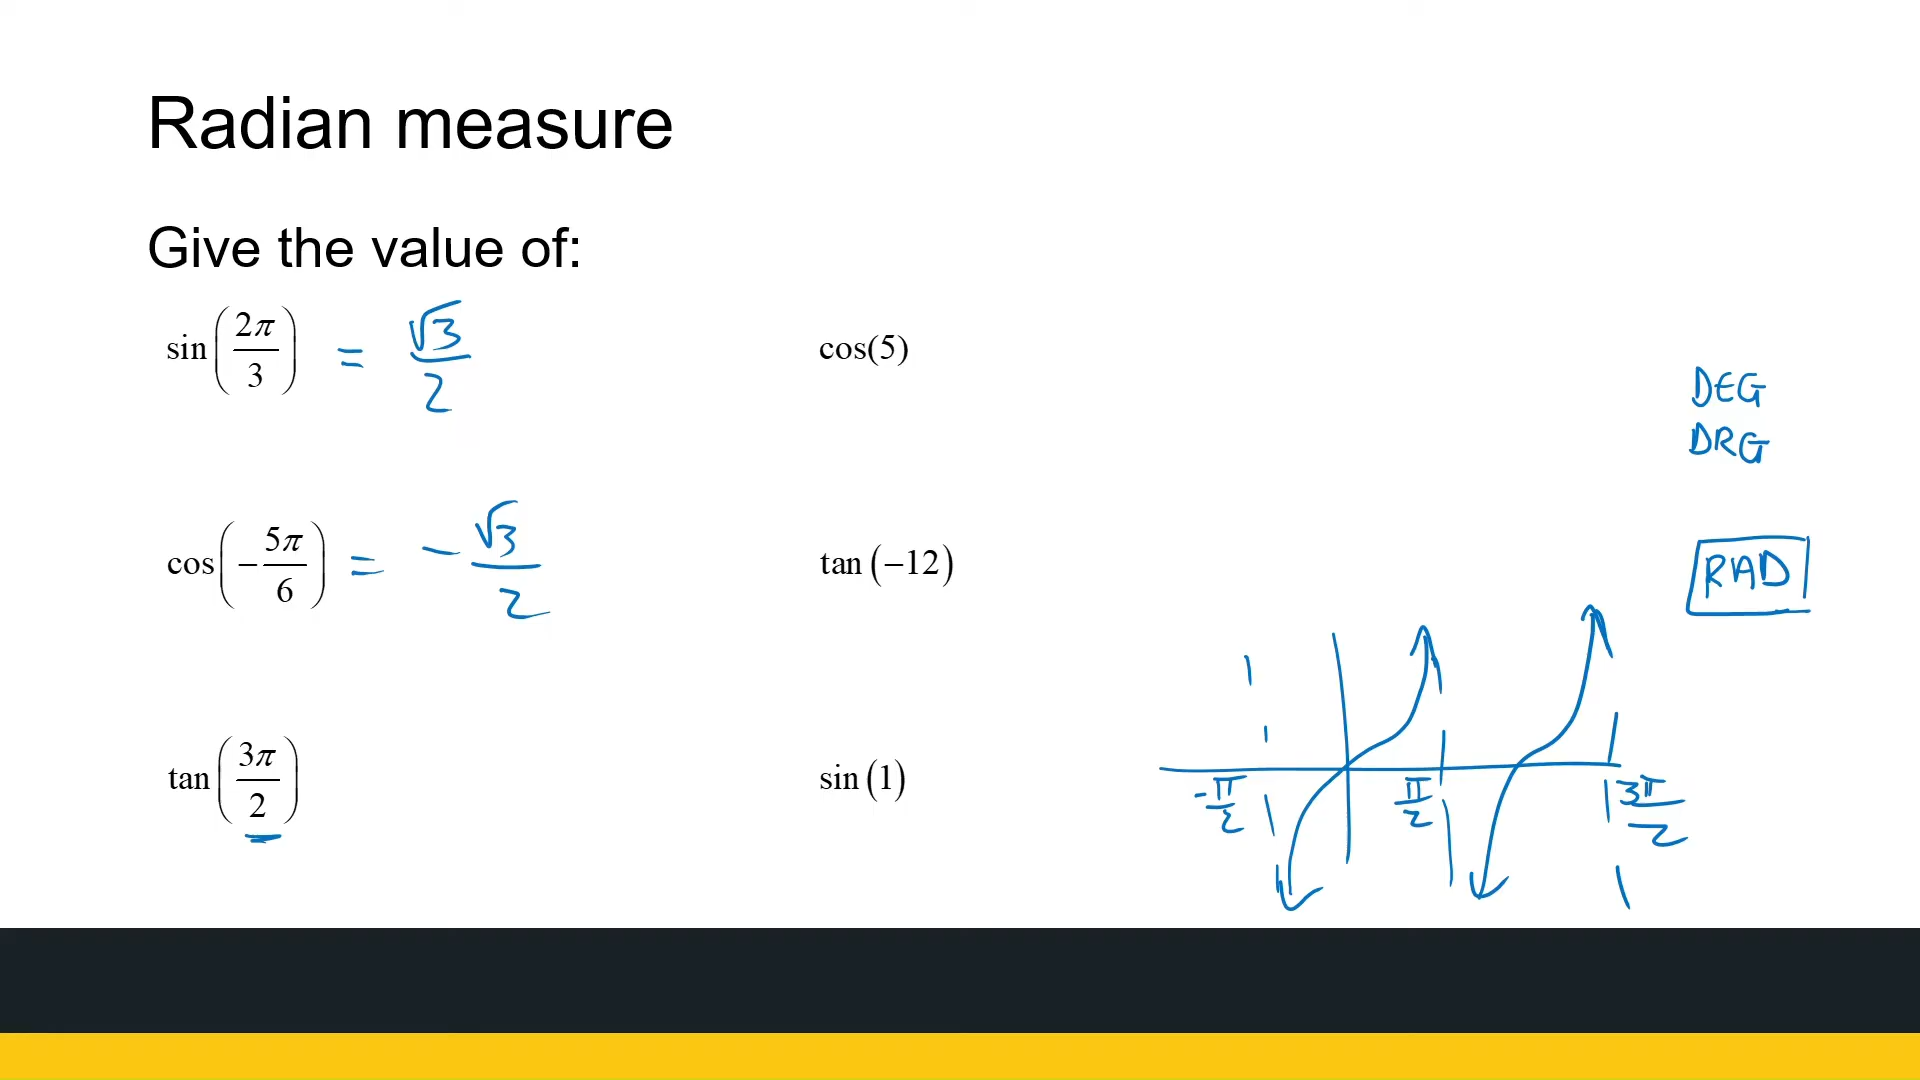 Radian measure
Give the value of:
sin(2π/3) = √3/2
cos(5)
DEG
DRG
cos(−5π/6) = −√3/2
tan(−12)
RAD
tan(3π/2)
sin(1)
-π/2
π/2
3π/2